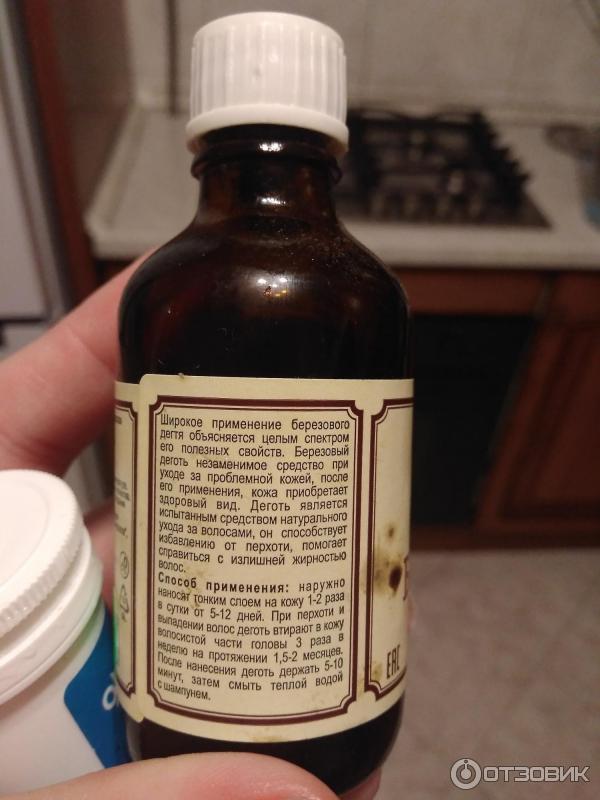 Широкое применение березового
дегтя объясняется целым спектром
его полезных свойств. Березовый
деготь незаменимое средство при
уходе за проблемной кожей, после
его применения, кожа приобретает
здоровый вид. Деготь является
испытанным средством натурального
ухода за волосами, он способствует
избавлению от перхоти, помогает
справиться с излишней жирностью
волос.
Способ применения: наружно
наносят тонким слоем на кожу 1-2 раза
в сутки от 5-12 дней. При перхоти и
выпадении волос деготь втирают в кожу
волосистой части головы 3 раза в
неделю на протяжении 1,5-2 месяцев.
После нанесения деготь держать 5-10
минут, затем смыть теплой водой
с шампунем.
EAC
ОТЗОВИК